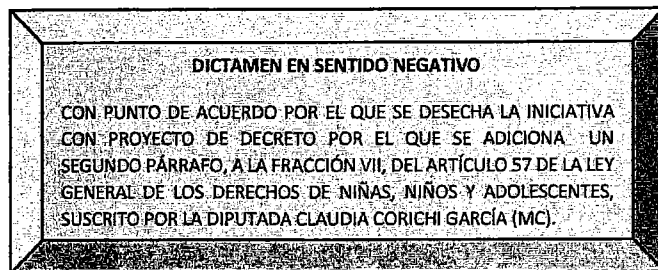 DICTAMEN EN SENTIDO NEGATIVO
CON PUNTO DE ACUERDO POR EL QUE SE DESECHA LA INICIATIVA
CON PROYECTO DE DECRETO POR EL QUE SE ADICIONA UN
SEGUNDO PÁRRAFO, A LA FRACCIÓN VII, DEL ARTÍCULO 57 DE LA LEY
GENERAL DE LOS DERECHOS DE NIÑAS, NIÑOS Y ADOLESCENTES,
SUSCRITO POR LA DIPUTADA CLAUDIA CORICHI GARCÍA (MC).